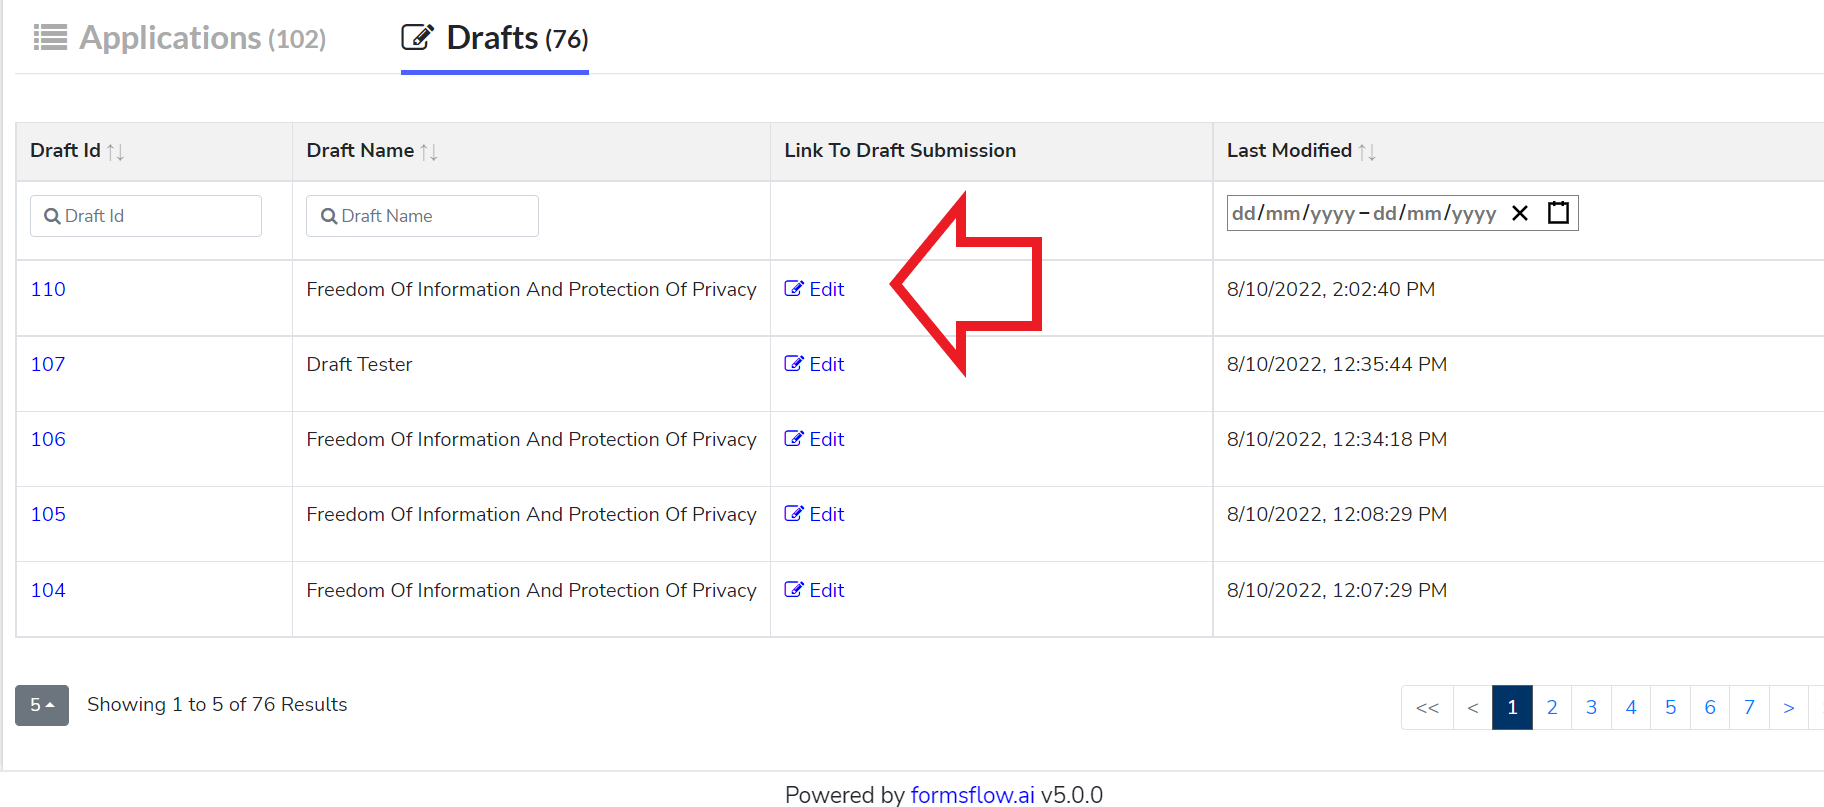 Applications (102) Drafts (76)
Draft Id Draft Name Link To Draft Submission Last Modified
Draft Id Draft Name dd/mm/yyyy – dd/mm/yyyy
110 Freedom Of Information And Protection Of Privacy Edit 8/10/2022, 2:02:40 PM
107 Draft Tester Edit 8/10/2022, 12:35:44 PM
106 Freedom Of Information And Protection Of Privacy Edit 8/10/2022, 12:34:18 PM
105 Freedom Of Information And Protection Of Privacy Edit 8/10/2022, 12:08:29 PM
104 Freedom Of Information And Protection Of Privacy Edit 8/10/2022, 12:07:29 PM
5 Showing 1 to 5 of 76 Results << < 1 2 3 4 5 6 7 >
Powered by formsflow.ai v5.0.0